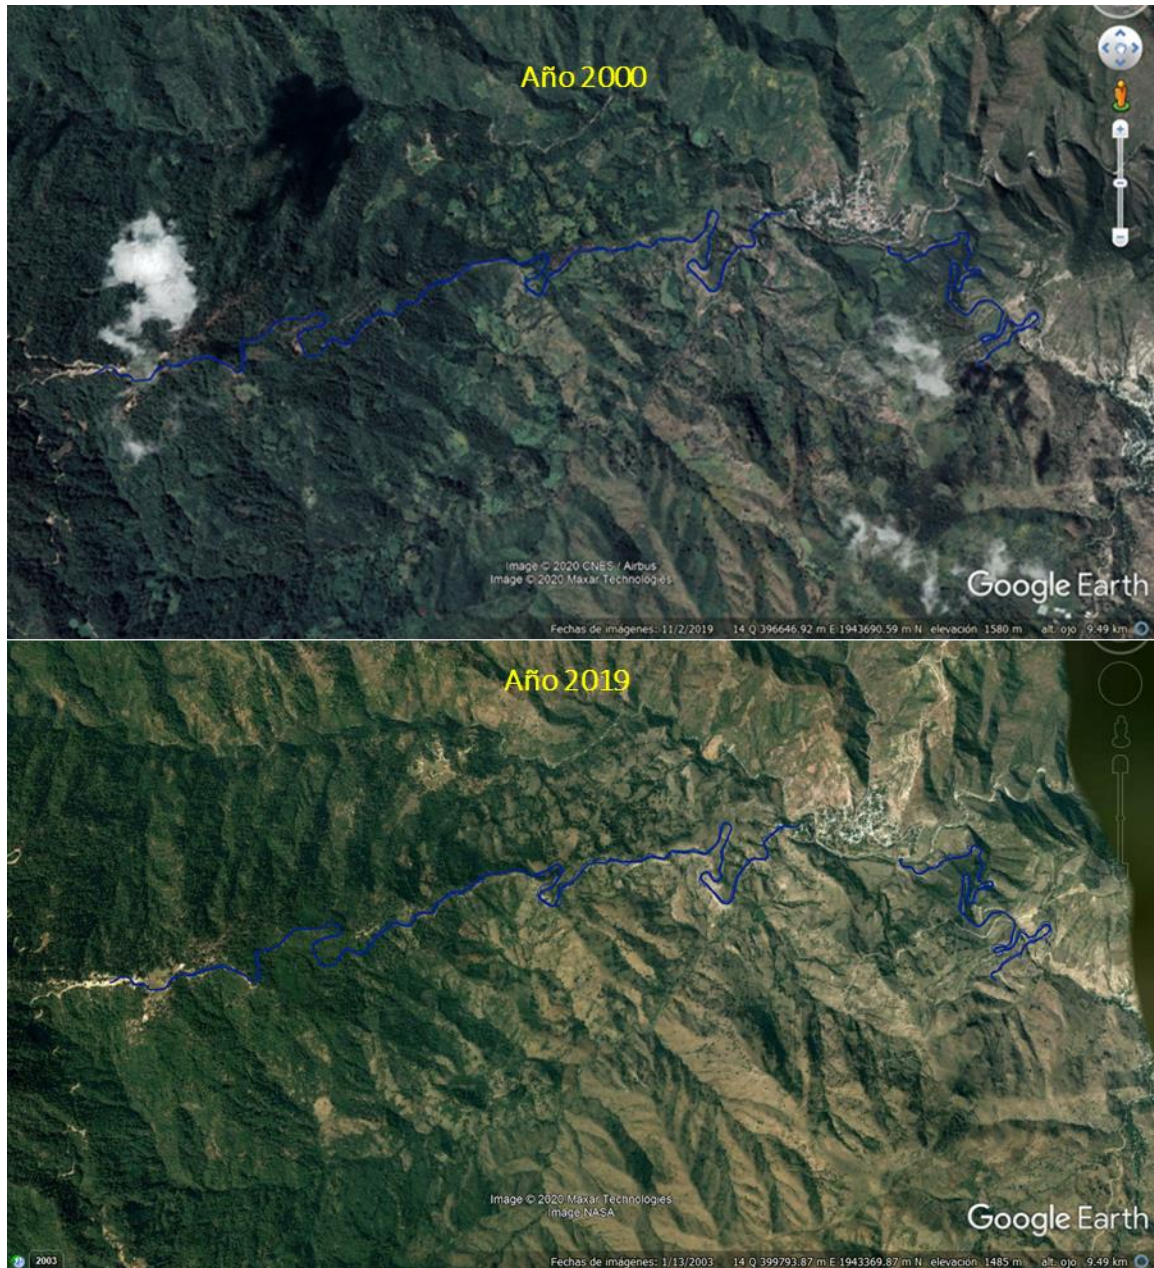 Año 2000
Image © 2020 CNES / Airbus
Image © 2020 Maxar Technologies
Google Earth
Fechas de imágenes: 11/2/2019 14 Q 396646.92 m E 1943690.59 m N elevación 1580 m alt. ojo 9.49 km
Año 2019
Image © 2020 Maxar Technologies
Image NASA
Google Earth
2003
Fechas de imágenes: 1/13/2003 14 Q 399793.87 m E 1943369.87 m N elevación 1485 m alt. ojo 9.49 km